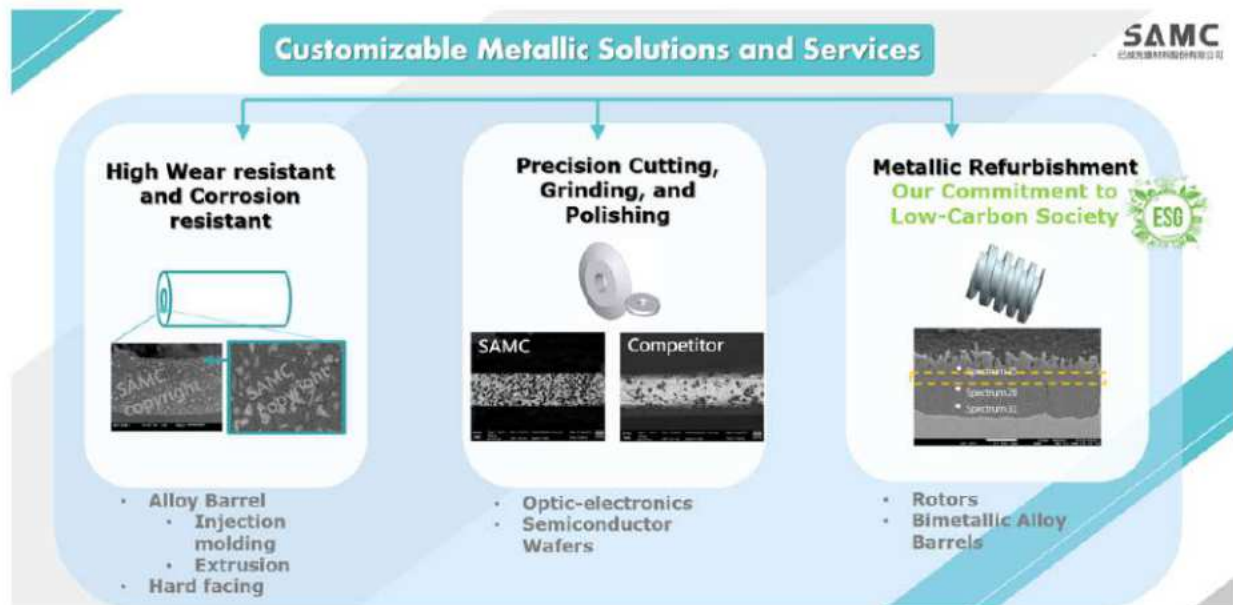 Customizable Metallic Solutions and Services
SAMC
High Wear resistant
and Corrosion
resistant
SAMC
copyright
SAMC
copyright
• Alloy Barrel
• Injection
molding
• Extrusion
• Hard facing
Precision Cutting,
Grinding, and
Polishing
SAMC
Competitor
• Optic-electronics
• Semiconductor
Wafers
Metallic Refurbishment
Our Commitment to
Low-Carbon Society
ESG
Spectrum
Spectrum
Spectrum
• Rotors
• Bimetallic Alloy
Barrels